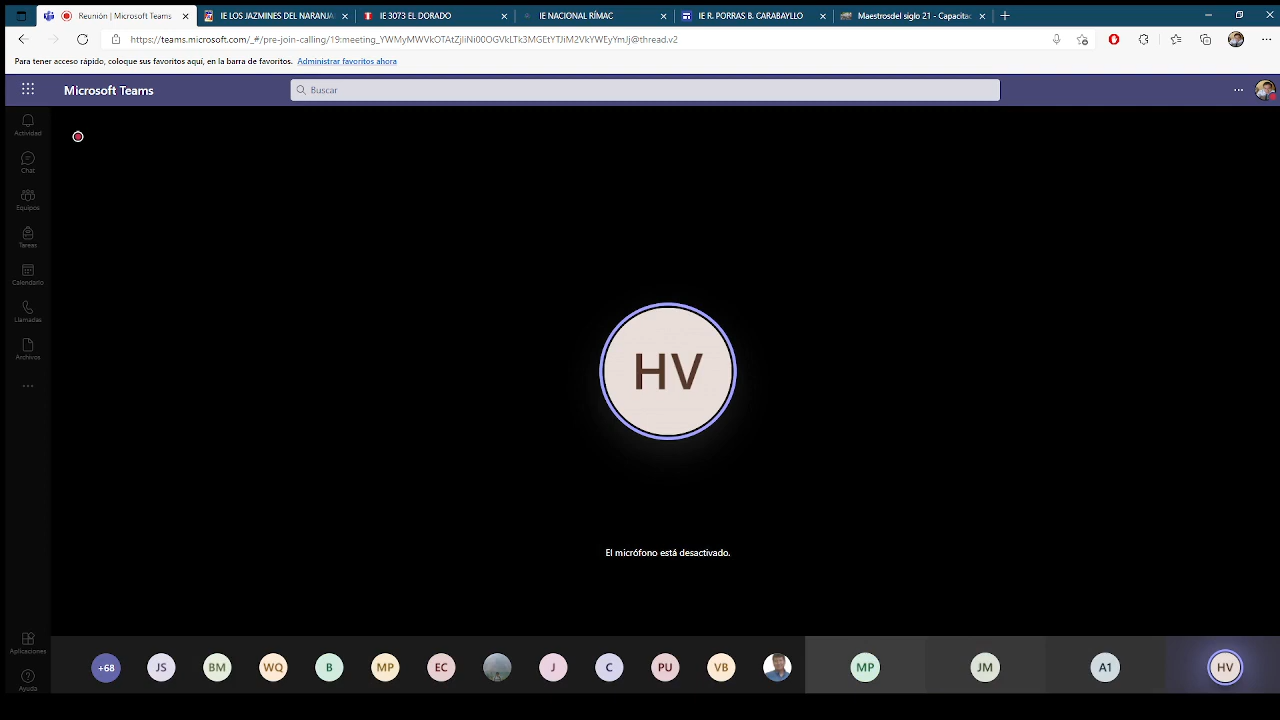 Reunión | Microsoft Teams
IE LOS JAZMINES DEL NARANJA
IE 3073 EL DORADO
IE NACIONAL RÍMAC
IE R. PORRAS B. CARABAYLLO
Maestrosdel siglo 21 - Capacitac
Para tener acceso rápido, coloque sus favoritos aquí, en la barra de favoritos. Administrar favoritos ahora
Microsoft Teams
Buscar
Actividad
Chat
Equipos
Tareas
Calendario
Llamadas
Archivos
HV
El micrófono está desactivado.
Aplicaciones
Ayuda
+68 JS BM WQ B MP EC J C PU VB MP JM A1 HV